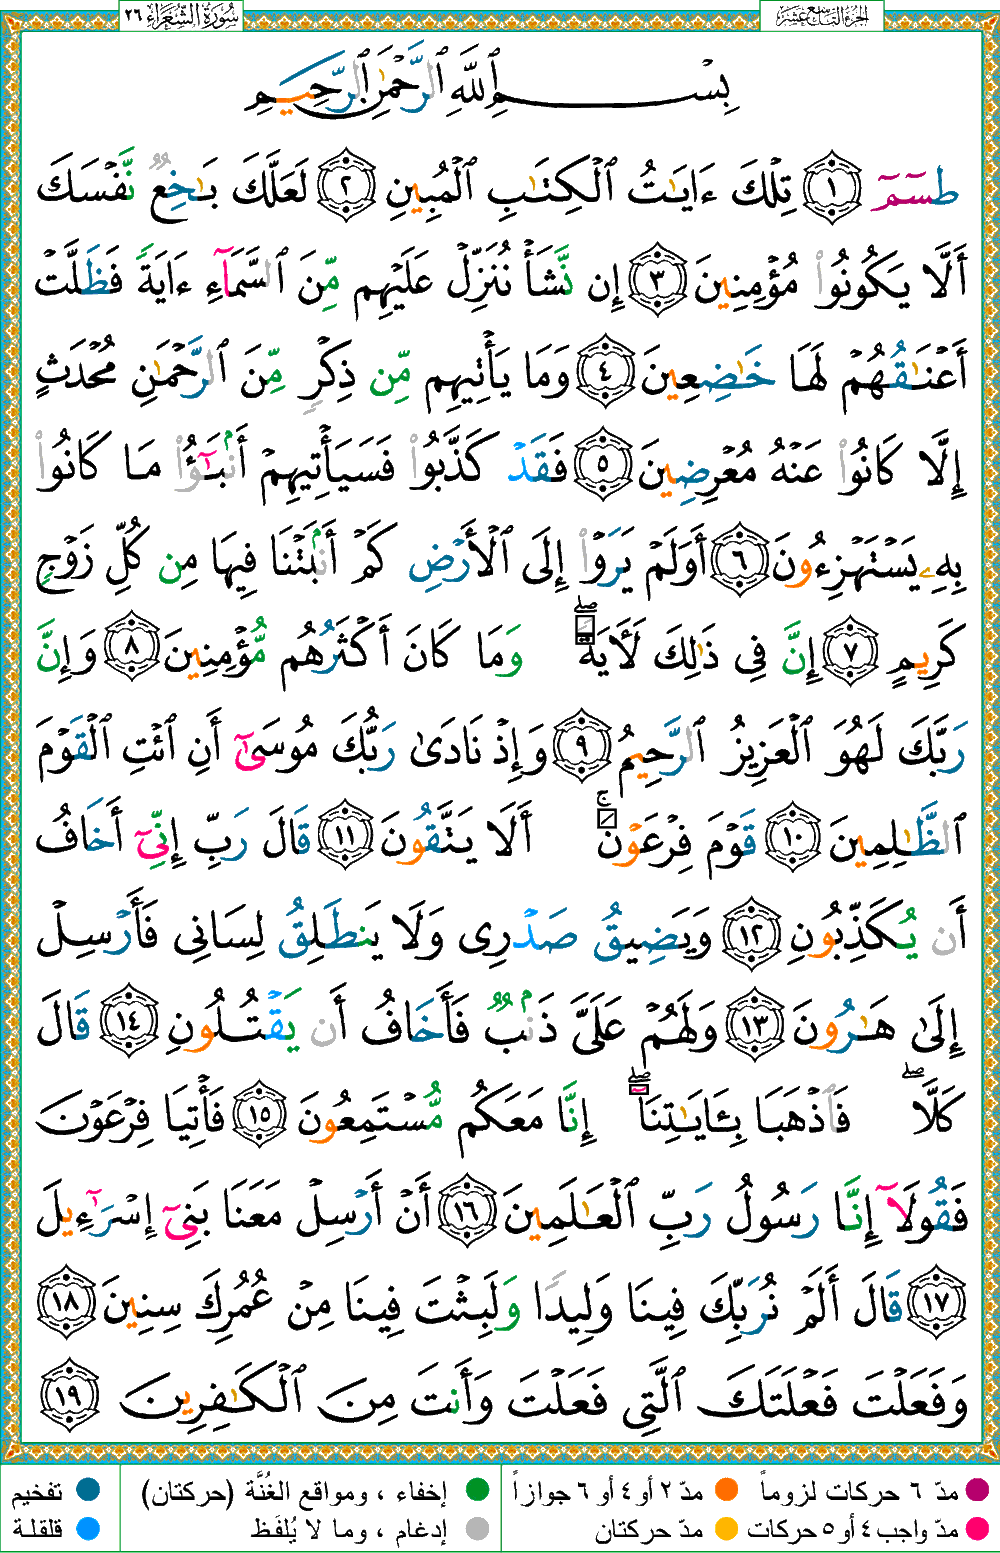 سُورَةُ الشُّعَرَاء ٢٦
الجزء التاسع عشر
بِسْمِ ٱللَّهِ ٱلرَّحْمَٰنِ ٱلرَّحِيمِ
طسٓمٓ ١ تِلْكَ ءَايَٰتُ ٱلْكِتَٰبِ ٱلْمُبِينِ ٢ لَعَلَّكَ بَٰخِعٌ نَّفْسَكَ
أَلَّا يَكُونُوا۟ مُؤْمِنِينَ ٣ إِن نَّشَأْ نُنَزِّلْ عَلَيْهِم مِّنَ ٱلسَّمَآءِ ءَايَةً فَظَلَّتْ
أَعْنَٰقُهُمْ لَهَا خَٰضِعِينَ ٤ وَمَا يَأْتِيهِم مِّن ذِكْرٍ مِّنَ ٱلرَّحْمَٰنِ مُحْدَثٍ
إِلَّا كَانُوا۟ عَنْهُ مُعْرِضِينَ ٥ فَقَدْ كَذَّبُوا۟ فَسَيَأْتِيهِمْ أَنۢبَٰٓؤُا۟ مَا كَانُوا۟
بِهِۦ يَسْتَهْزِءُونَ ٦ أَوَلَمْ يَرَوْا۟ إِلَى ٱلْأَرْضِ كَمْ أَنۢبَتْنَا فِيهَا مِن كُلِّ زَوْجٍ
كَرِيمٍ ٧ إِنَّ فِى ذَٰلِكَ لَءَايَةً ۖ وَمَا كَانَ أَكْثَرُهُم مُّؤْمِنِينَ ٨ وَإِنَّ
رَبَّكَ لَهُوَ ٱلْعَزِيزُ ٱلرَّحِيمُ ٩ وَإِذْ نَادَىٰ رَبُّكَ مُوسَىٰٓ أَنِ ٱئْتِ ٱلْقَوْمَ
ٱلظَّٰلِمِينَ ١٠ قَوْمَ فِرْعَوْنَ ۚ أَلَا يَتَّقُونَ ١١ قَالَ رَبِّ إِنِّىٓ أَخَافُ
أَن يُكَذِّبُونِ ١٢ وَيَضِيقُ صَدْرِى وَلَا يَنطَلِقُ لِسَانِى فَأَرْسِلْ
إِلَىٰ هَٰرُونَ ١٣ وَلَهُمْ عَلَىَّ ذَنۢبٌ فَأَخَافُ أَن يَقْتُلُونِ ١٤ قَالَ
كَلَّا ۖ فَٱذْهَبَا بِـَٔايَٰتِنَآ ۖ إِنَّا مَعَكُم مُّسْتَمِعُونَ ١٥ فَأْتِيَا فِرْعَوْنَ
فَقُولَآ إِنَّا رَسُولُ رَبِّ ٱلْعَٰلَمِينَ ١٦ أَنْ أَرْسِلْ مَعَنَا بَنِىٓ إِسْرَٰٓءِيلَ
١٧ قَالَ أَلَمْ نُرَبِّكَ فِينَا وَلِيدًا وَلَبِثْتَ فِينَا مِنْ عُمُرِكَ سِنِينَ ١٨
وَفَعَلْتَ فَعْلَتَكَ ٱلَّتِى فَعَلْتَ وَأَنتَ مِنَ ٱلْكَٰفِرِينَ ١٩
مدّ ٦ حركات لزوماً
مدّ ٢ أو ٤ أو ٦ جوازاً
إخفاء ، ومواقع الغُنَّة (حركتان)
تفخيم
مدّ واجب ٤ أو ٥ حركات
مدّ حركتان
إدغام ، وما لا يُلفَظ
قلقلة